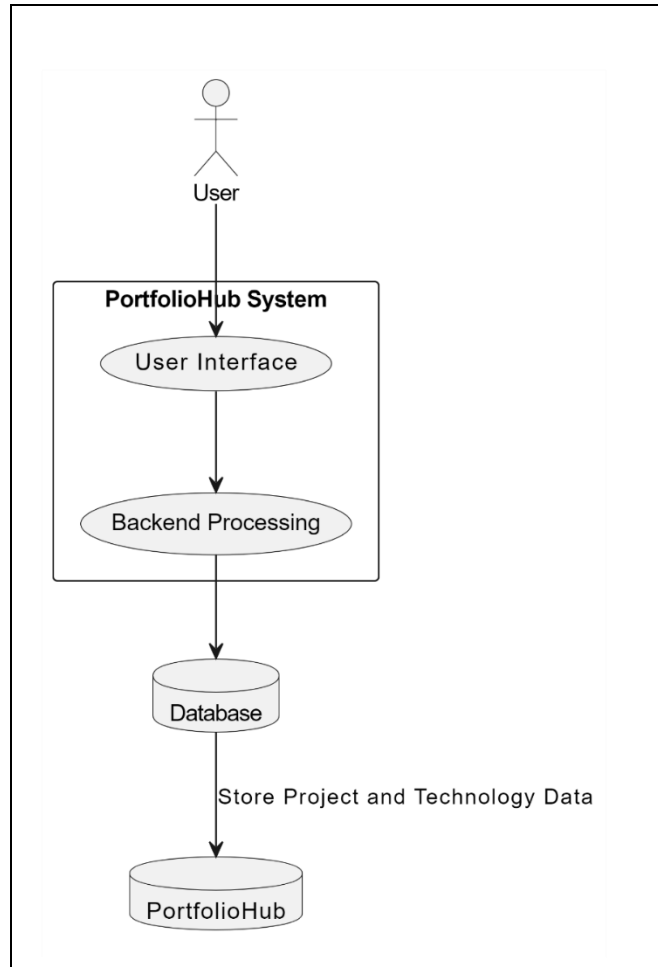 User
PortfolioHub System
User Interface
Backend Processing
Database
Store Project and Technology Data
PortfolioHub